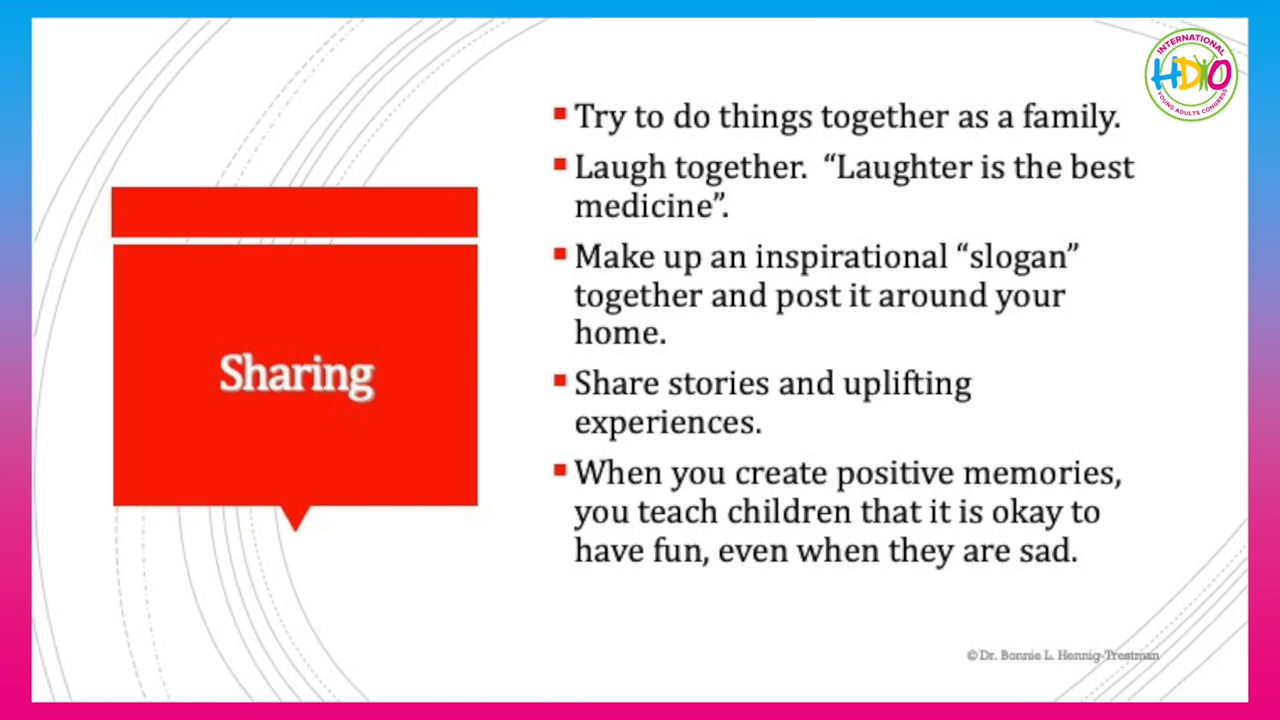 INTERNATIONAL
HDYO
YOUNG ADULTS CONGRESS
Sharing
Try to do things together as a family.
Laugh together.  “Laughter is the best
medicine”.
Make up an inspirational “slogan”
together and post it around your
home.
Share stories and uplifting
experiences.
When you create positive memories,
you teach children that it is okay to
have fun, even when they are sad.
© Dr. Bonnie L. Hennig-Trestman